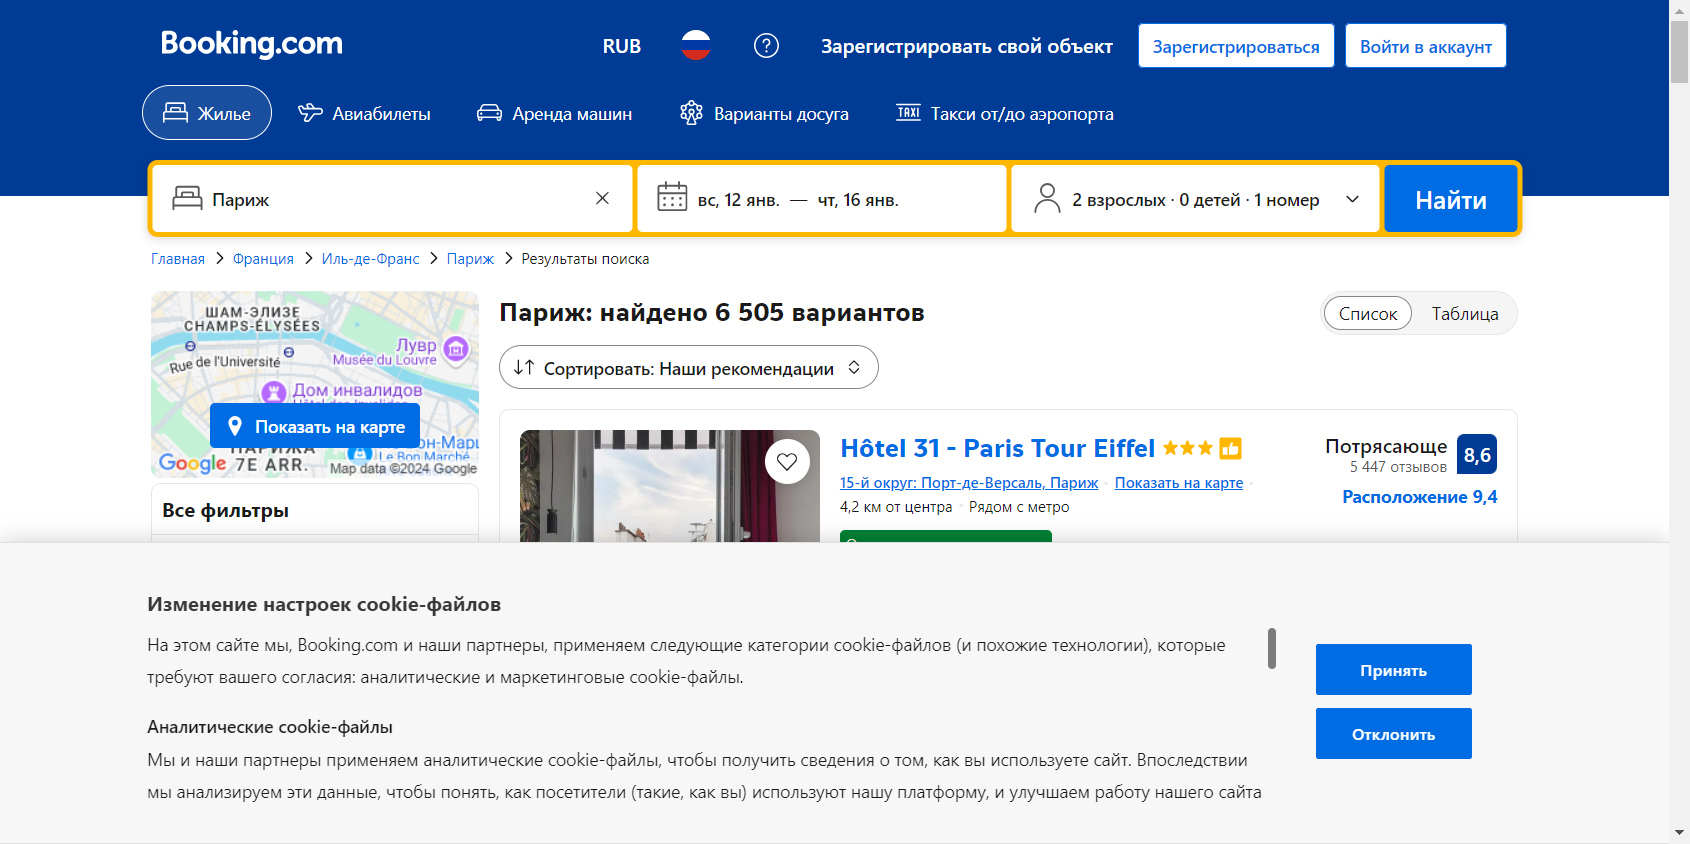 Booking.com
RUB
Зарегистрировать свой объект
Зарегистрироваться
Войти в аккаунт
Жилье
Авиабилеты
Аренда машин
Варианты досуга
TAXI
Такси от/до аэропорта
Париж
вс, 12 янв. — чт, 16 янв.
2 взрослых · 0 детей · 1 номер
Найти
Главная > Франция > Иль-де-Франс > Париж > Результаты поиска
ШАМ-ЭЛИЗЕ
CHAMPS-ÉLYSÉES
Лувр
Musée du Louvre
Rue de l'Université
Дом инвалидов
Показать на карте
Le Bon Marché
7E ARR.
Google
Map data ©2024 Google
Все фильтры
Париж: найдено 6 505 вариантов
Список
Таблица
Сортировать: Наши рекомендации
Hôtel 31 - Paris Tour Eiffel
15-й округ: Порт-де-Версаль, Париж
Показать на карте
4,2 км от центра
Рядом с метро
Потрясающе
5 447 отзывов
8,6
Расположение 9,4
Изменение настроек cookie-файлов
На этом сайте мы, Booking.com и наши партнеры, применяем следующие категории cookie-файлов (и похожие технологии), которые
требуют вашего согласия: аналитические и маркетинговые cookie-файлы.
Аналитические cookie-файлы
Мы и наши партнеры применяем аналитические cookie-файлы, чтобы получить сведения о том, как вы используете сайт. Впоследствии
мы анализируем эти данные, чтобы понять, как посетители (такие, как вы) используют нашу платформу, и улучшаем работу нашего сайта
Принять
Отклонить